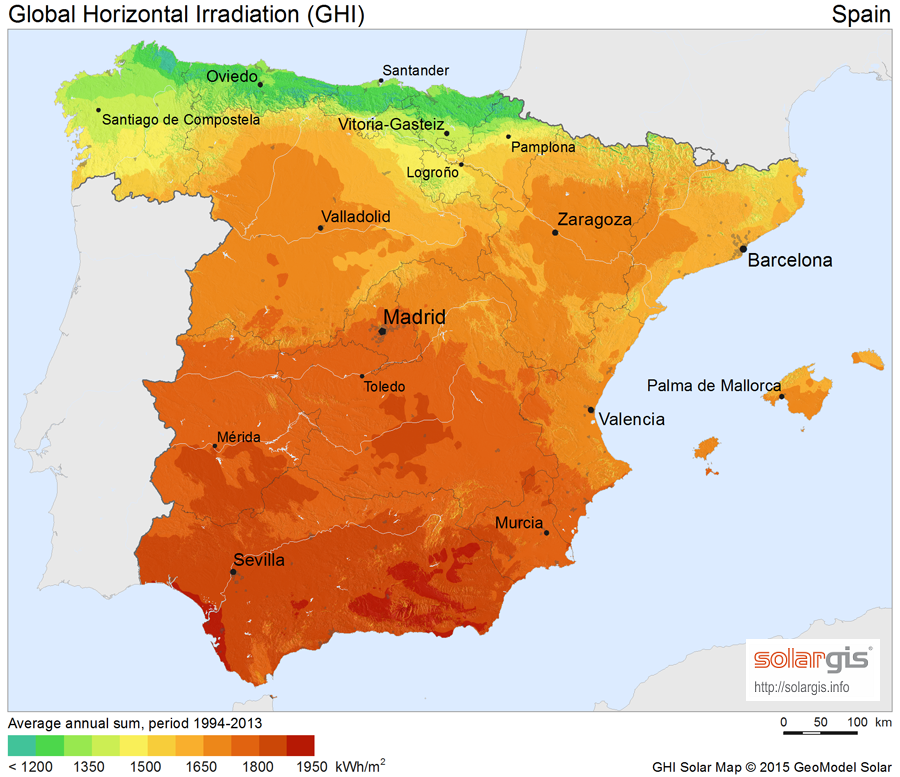 Global Horizontal Irradiation (GHI)
Spain
Santander
Oviedo
Santiago de Compostela
Vitoria-Gasteiz
Pamplona
Logroño
Valladolid
Zaragoza
Barcelona
Madrid
Toledo
Palma de Mallorca
Valencia
Mérida
Murcia
Sevilla
solargis
http://solargis.info
Average annual sum, period 1994-2013
0 50 100 km
< 1200 1350 1500 1650 1800 1950 kWh/m²
GHI Solar Map © 2015 GeoModel Solar